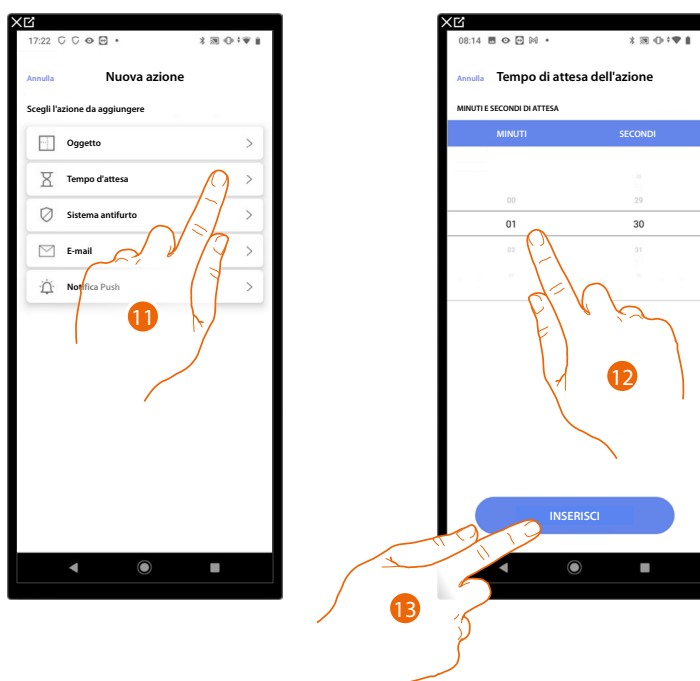 17:22
Annulla
Nuova azione
Scegli l'azione da aggiungere
Oggetto
Tempo d'attesa
Sistema antifurto
E-mail
Notifica Push
11
08:14
Annulla
Tempo di attesa dell'azione
MINUTI E SECONDI DI ATTESA
MINUTI SECONDI
00 29
01 30
02 31
12
INSERISCI
13